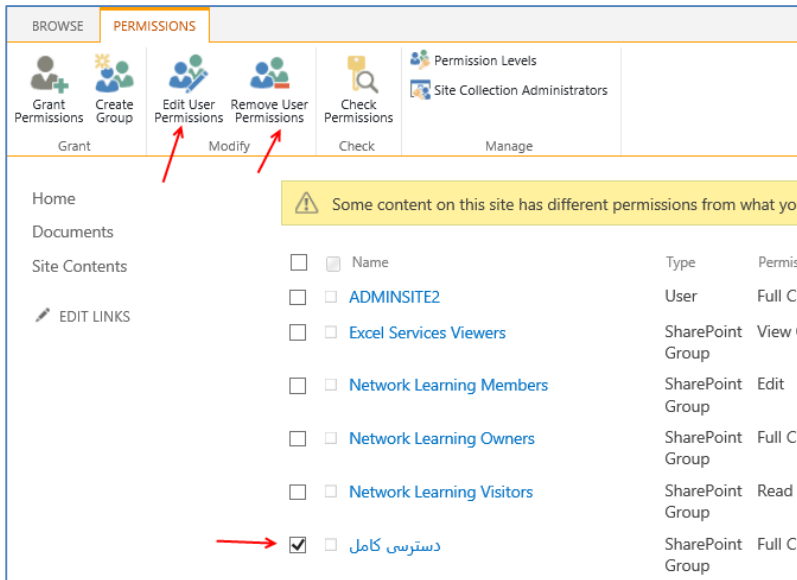 BROWSE PERMISSIONS
Grant Permissions
Create Group
Edit User Permissions
Remove User Permissions
Check Permissions
Permission Levels
Site Collection Administrators
Grant Modify Check Manage
Home
Documents
Site Contents
EDIT LINKS
Some content on this site has different permissions from what yo
Name Type Permis
ADMINSITE2 User Full C
Excel Services Viewers SharePoint Group View
Network Learning Members SharePoint Group Edit
Network Learning Owners SharePoint Group Full C
Network Learning Visitors SharePoint Group Read
دسترسی کامل SharePoint Group Full C